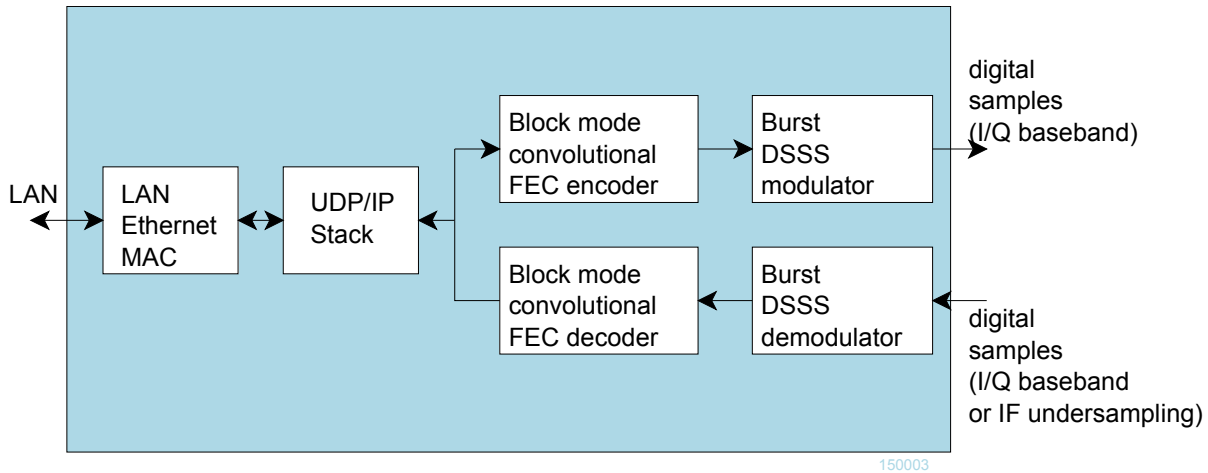 LAN
LAN
Ethernet
MAC
UDP/IP
Stack
Block mode
convolutional
FEC encoder
Burst
DSSS
modulator
digital
samples
(I/Q baseband)
Block mode
convolutional
FEC decoder
Burst
DSSS
demodulator
digital
samples
(I/Q baseband
or IF undersampling)
150003